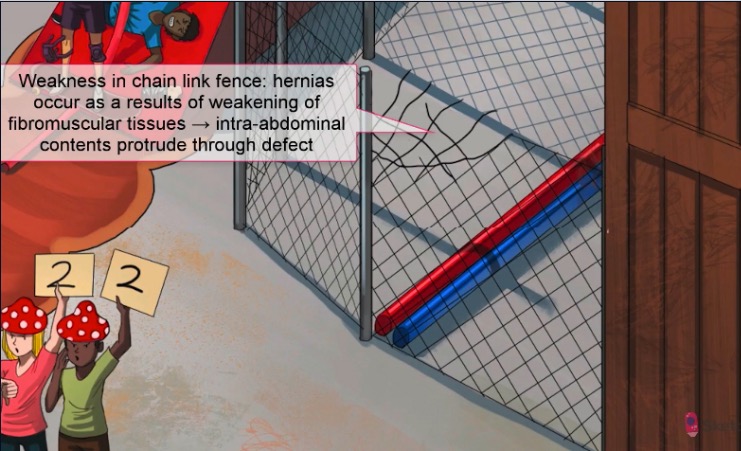 Weakness in chain link fence: hernias
occur as a results of weakening of
fibromuscular tissues → intra-abdominal
contents protrude through defect
2 2